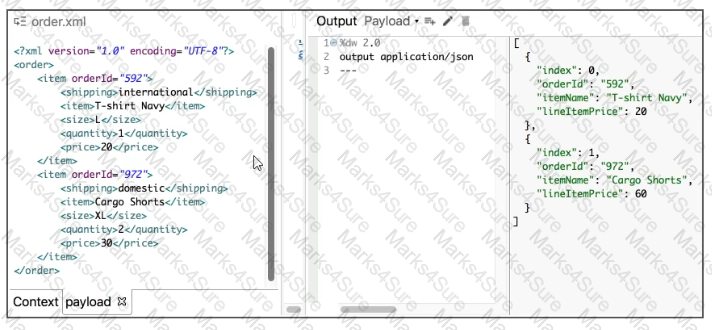 order.xml
<?xml version="1.0" encoding="UTF-8"?>
<order>
<item orderId="592">
<shipping>international</shipping>
<item>T-shirt Navy</item>
<size>L</size>
<quantity>1</quantity>
<price>20</price>
</item>
<item orderId="972">
<shipping>domestic</shipping>
<item>Cargo Shorts</item>
<size>XL</size>
<quantity>2</quantity>
<price>30</price>
</item>
</order>
Context payload
Output Payload
1 %dw 2.0
2 output application/json
3 ---
[
{
"index": 0,
"orderId": "592",
"itemName": "T-shirt Navy",
"lineItemPrice": 20
},
{
"index": 1,
"orderId": "972",
"itemName": "Cargo Shorts",
"lineItemPrice": 60
}
]
Marks4Sure